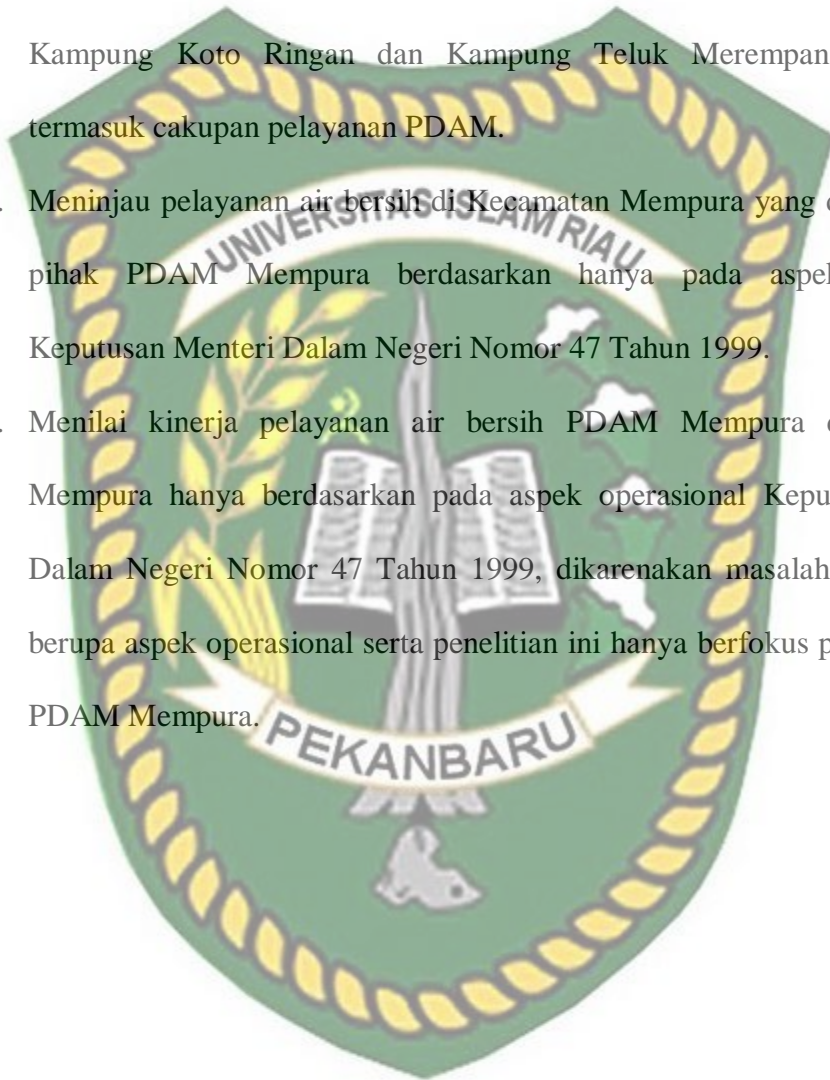 Kampung Koto Ringan dan Kampung Teluk Merempan
termasuk cakupan pelayanan PDAM.
. Meninjau pelayanan air bersih di Kecamatan Mempura yang
pihak PDAM Mempura berdasarkan hanya pada
Keputusan Menteri Dalam Negeri Nomor 47 Tahun 1999.
. Menilai kinerja pelayanan air bersih PDAM Mempura
Mempura hanya berdasarkan pada aspek operasional
Dalam Negeri Nomor 47 Tahun 1999, dikarenakan masalah
berupa aspek operasional serta penelitian ini hanya berfokus
PDAM Mempura.
UNIVERSITAS ISLAM RIAU
PEKANBARU